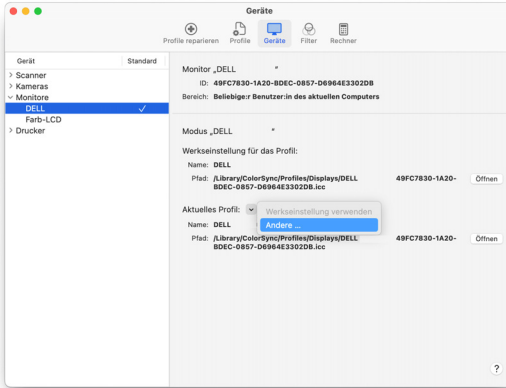 Geräte
Profile reparieren Profile Geräte Filter Rechner
Gerät Standard
Scanner
Kameras
Monitore
DELL
Farb-LCD
Drucker
Monitor „DELL “
ID: 49FC7830-1A20-BDEC-0857-D6964E3302DB
Bereich: Beliebige:r Benutzer:in des aktuellen Computers
Modus „DELL “
Werkseinstellung für das Profil:
Name: DELL
Pfad: /Library/ColorSync/Profiles/Displays/DELL 49FC7830-1A20- Öffnen
BDEC-0857-D6964E3302DB.icc
Aktuelles Profil: Werkseinstellung verwenden
Andere ...
Name: DELL
Pfad: /Library/ColorSync/Profiles/Displays/DELL 49FC7830-1A20- Öffnen
BDEC-0857-D6964E3302DB.icc
?